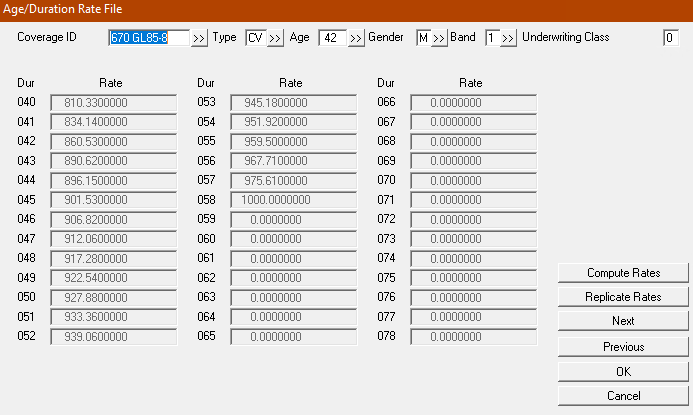 Age/Duration Rate File
Coverage ID 670 GL85-8 >> Type CV >> Age 42 >> Gender M >> Band 1 >> Underwriting Class 0
Dur Rate Dur Rate Dur Rate
040 810.3300000 053 945.1800000 066 0.0000000
041 834.1400000 054 951.9200000 067 0.0000000
042 860.5300000 055 959.5000000 068 0.0000000
043 890.6200000 056 967.7100000 069 0.0000000
044 896.1500000 057 975.6100000 070 0.0000000
045 901.5300000 058 1000.0000000 071 0.0000000
046 906.8200000 059 0.0000000 072 0.0000000
047 912.0600000 060 0.0000000 073 0.0000000
048 917.2800000 061 0.0000000 074 0.0000000
049 922.5400000 062 0.0000000 075 0.0000000
050 927.8800000 063 0.0000000 076 0.0000000
051 933.3600000 064 0.0000000 077 0.0000000
052 939.0600000 065 0.0000000 078 0.0000000
Compute Rates
Replicate Rates
Next
Previous
OK
Cancel